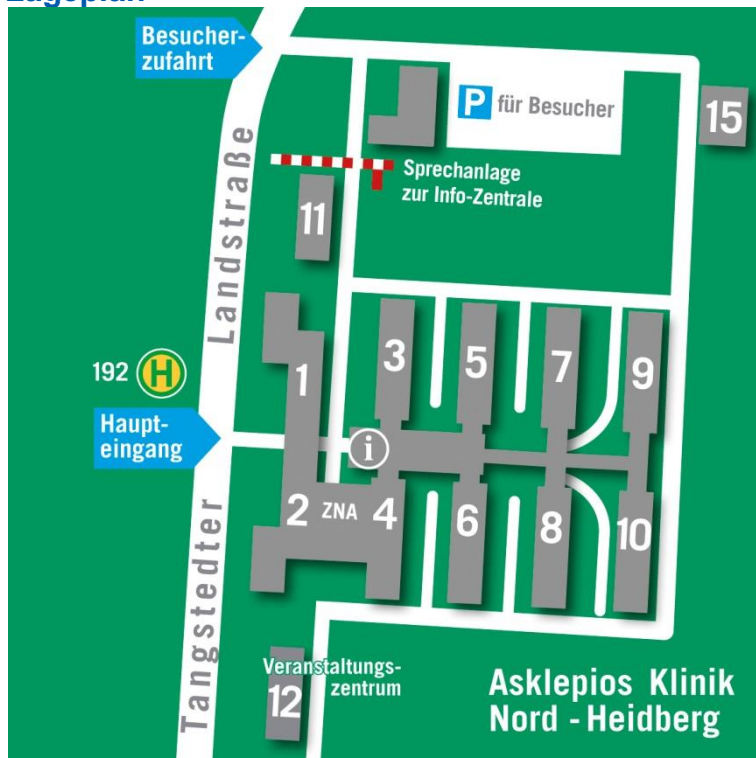 Lageplan
Besucher-
zufahrt
P für Besucher
15
Sprechanlage
zur Info-Zentrale
11
Tangstedter Landstraße
192 H
1
3
5
7
9
Haupt-
eingang
i
2 ZNA 4
6
8
10
Veranstaltungs-
zentrum
12
Asklepios Klinik
Nord - Heidberg